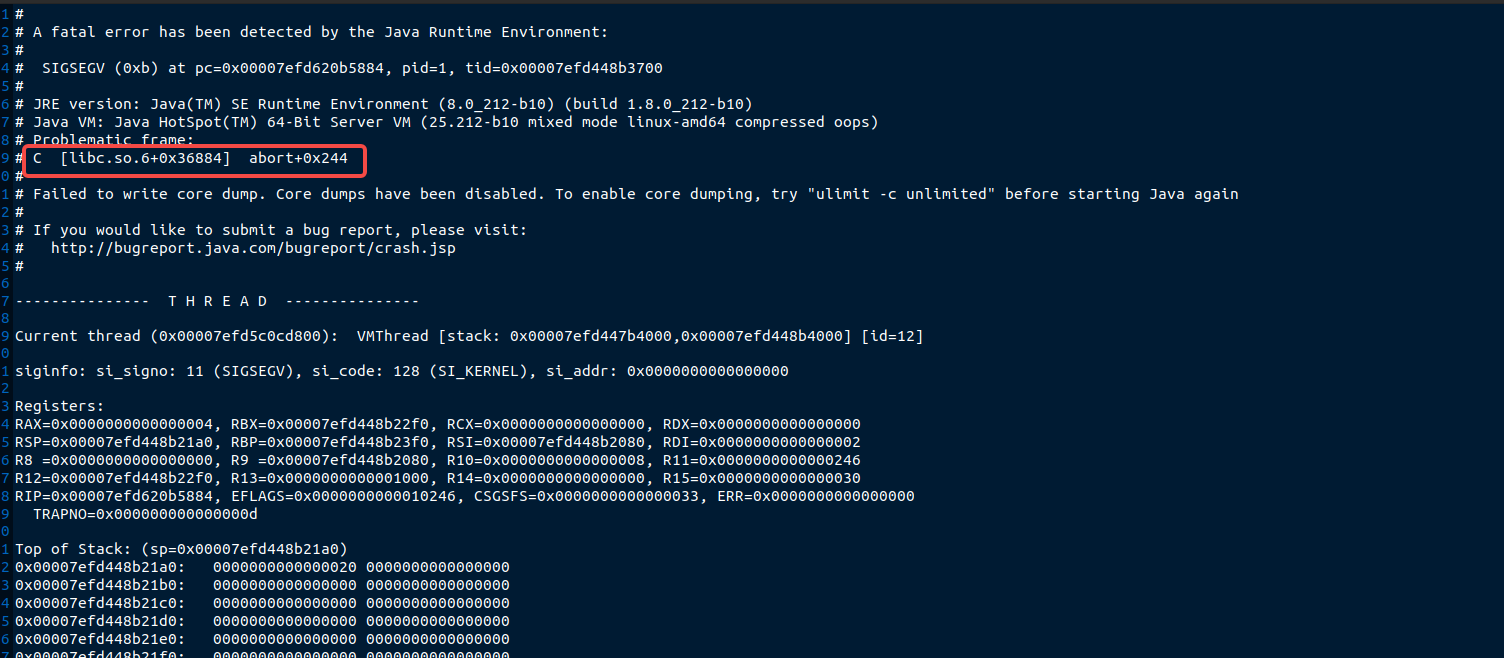 1 #
2 # A fatal error has been detected by the Java Runtime Environment:
3 #
4 #  SIGSEGV (0xb) at pc=0x00007efd620b5884, pid=1, tid=0x00007efd448b3700
5 #
6 # JRE version: Java(TM) SE Runtime Environment (8.0_212-b10) (build 1.8.0_212-b10)
7 # Java VM: Java HotSpot(TM) 64-Bit Server VM (25.212-b10 mixed mode linux-amd64 compressed oops)
8 # Problematic frame:
9 # C  [libc.so.6+0x36884]  abort+0x244
0 #
1 # Failed to write core dump. Core dumps have been disabled. To enable core dumping, try "ulimit -c unlimited" before starting Java again
2 #
3 # If you would like to submit a bug report, please visit:
4 #   http://bugreport.java.com/bugreport/crash.jsp
5 #
6
7 ---------------  T H R E A D  ---------------
8
9 Current thread (0x00007efd5c0cd800):  VMThread [stack: 0x00007efd447b4000,0x00007efd448b4000] [id=12]
0
1 siginfo: si_signo: 11 (SIGSEGV), si_code: 128 (SI_KERNEL), si_addr: 0x0000000000000000
2
3 Registers:
4 RAX=0x0000000000000004, RBX=0x00007efd448b22f0, RCX=0x0000000000000000, RDX=0x0000000000000000
5 RSP=0x00007efd448b21a0, RBP=0x00007efd448b23f0, RSI=0x00007efd448b2080, RDI=0x0000000000000002
6 R8 =0x0000000000000000, R9 =0x00007efd448b2080, R10=0x0000000000000008, R11=0x0000000000000246
7 R12=0x00007efd448b22f0, R13=0x0000000000001000, R14=0x0000000000000000, R15=0x0000000000000030
8 RIP=0x00007efd620b5884, EFLAGS=0x0000000000010246, CSGSFS=0x0000000000000033, ERR=0x0000000000000000
9   TRAPNO=0x000000000000000d
0
1 Top of Stack: (sp=0x00007efd448b21a0)
2 0x00007efd448b21a0:   0000000000000020 0000000000000000
3 0x00007efd448b21b0:   0000000000000000 0000000000000000
4 0x00007efd448b21c0:   0000000000000000 0000000000000000
5 0x00007efd448b21d0:   0000000000000000 0000000000000000
6 0x00007efd448b21e0:   0000000000000000 0000000000000000
7 0x00007efd448b21f0:   0000000000000000 0000000000000000